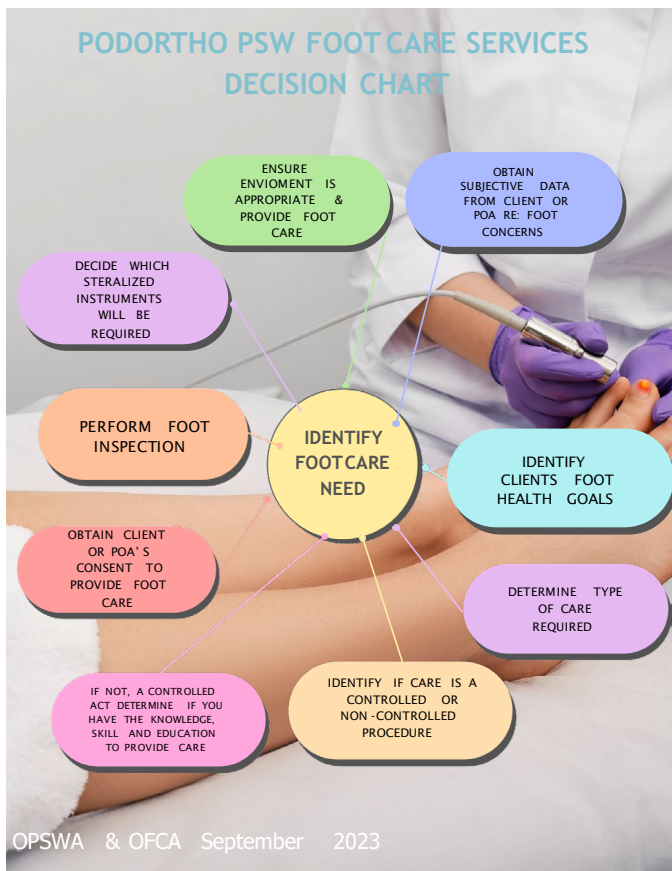 PODORTHO PSW FOOT CARE SERVICES
DECISION CHART
ENSURE
ENVIOMENT IS
APPROPRIATE &
PROVIDE FOOT
CARE
OBTAIN
SUBJECTIVE DATA
FROM CLIENT OR
POA RE: FOOT
CONCERNS
DECIDE WHICH
STERALIZED
INSTRUMENTS
WILL BE
REQUIRED
PERFORM FOOT
INSPECTION
IDENTIFY
FOOT CARE
NEED
IDENTIFY
CLIENTS FOOT
HEALTH GOALS
OBTAIN CLIENT
OR POA'S
CONSENT TO
PROVIDE FOOT
CARE
DETERMINE TYPE
OF CARE
REQUIRED
IF NOT, A CONTROLLED
ACT DETERMINE IF YOU
HAVE THE KNOWLEDGE,
SKILL AND EDUCATION
TO PROVIDE CARE
IDENTIFY IF CARE IS A
CONTROLLED OR
NON-CONTROLLED
PROCEDURE
OPSWA & OFCA September 2023